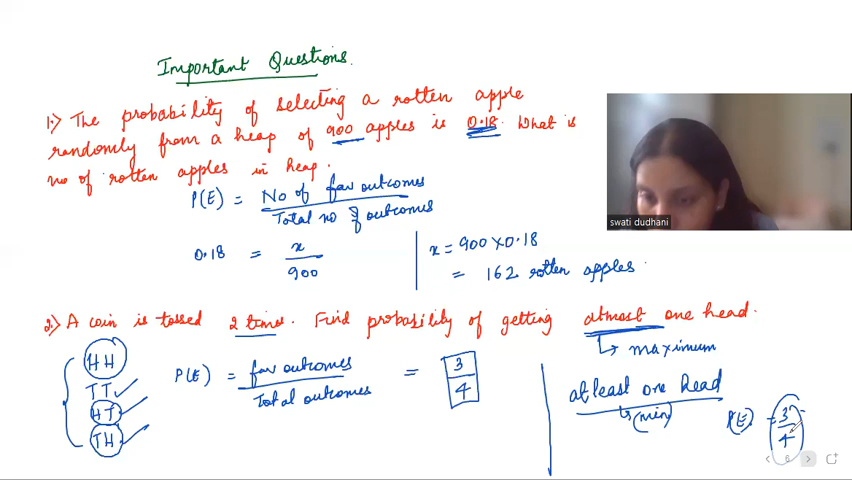 Important Questions.
1.) The probability of selecting a rotten apple
randomly from a heap of 900 apples is 0.18. What is
no of rotten apples in heap.
P(E) = No of fav outcomes / Total no of outcomes
0.18 = x / 900
x = 900 × 0.18
= 162 rotten apples.
swati dudhani
2.) A coin is tossed 2 times. Find probability of getting atmost one head.
maximum
HH
TT
HT
TH
P(E) = fav outcomes / Total outcomes = 3 / 4
atleast one head
(min)
P(E) = 3 / 4
6